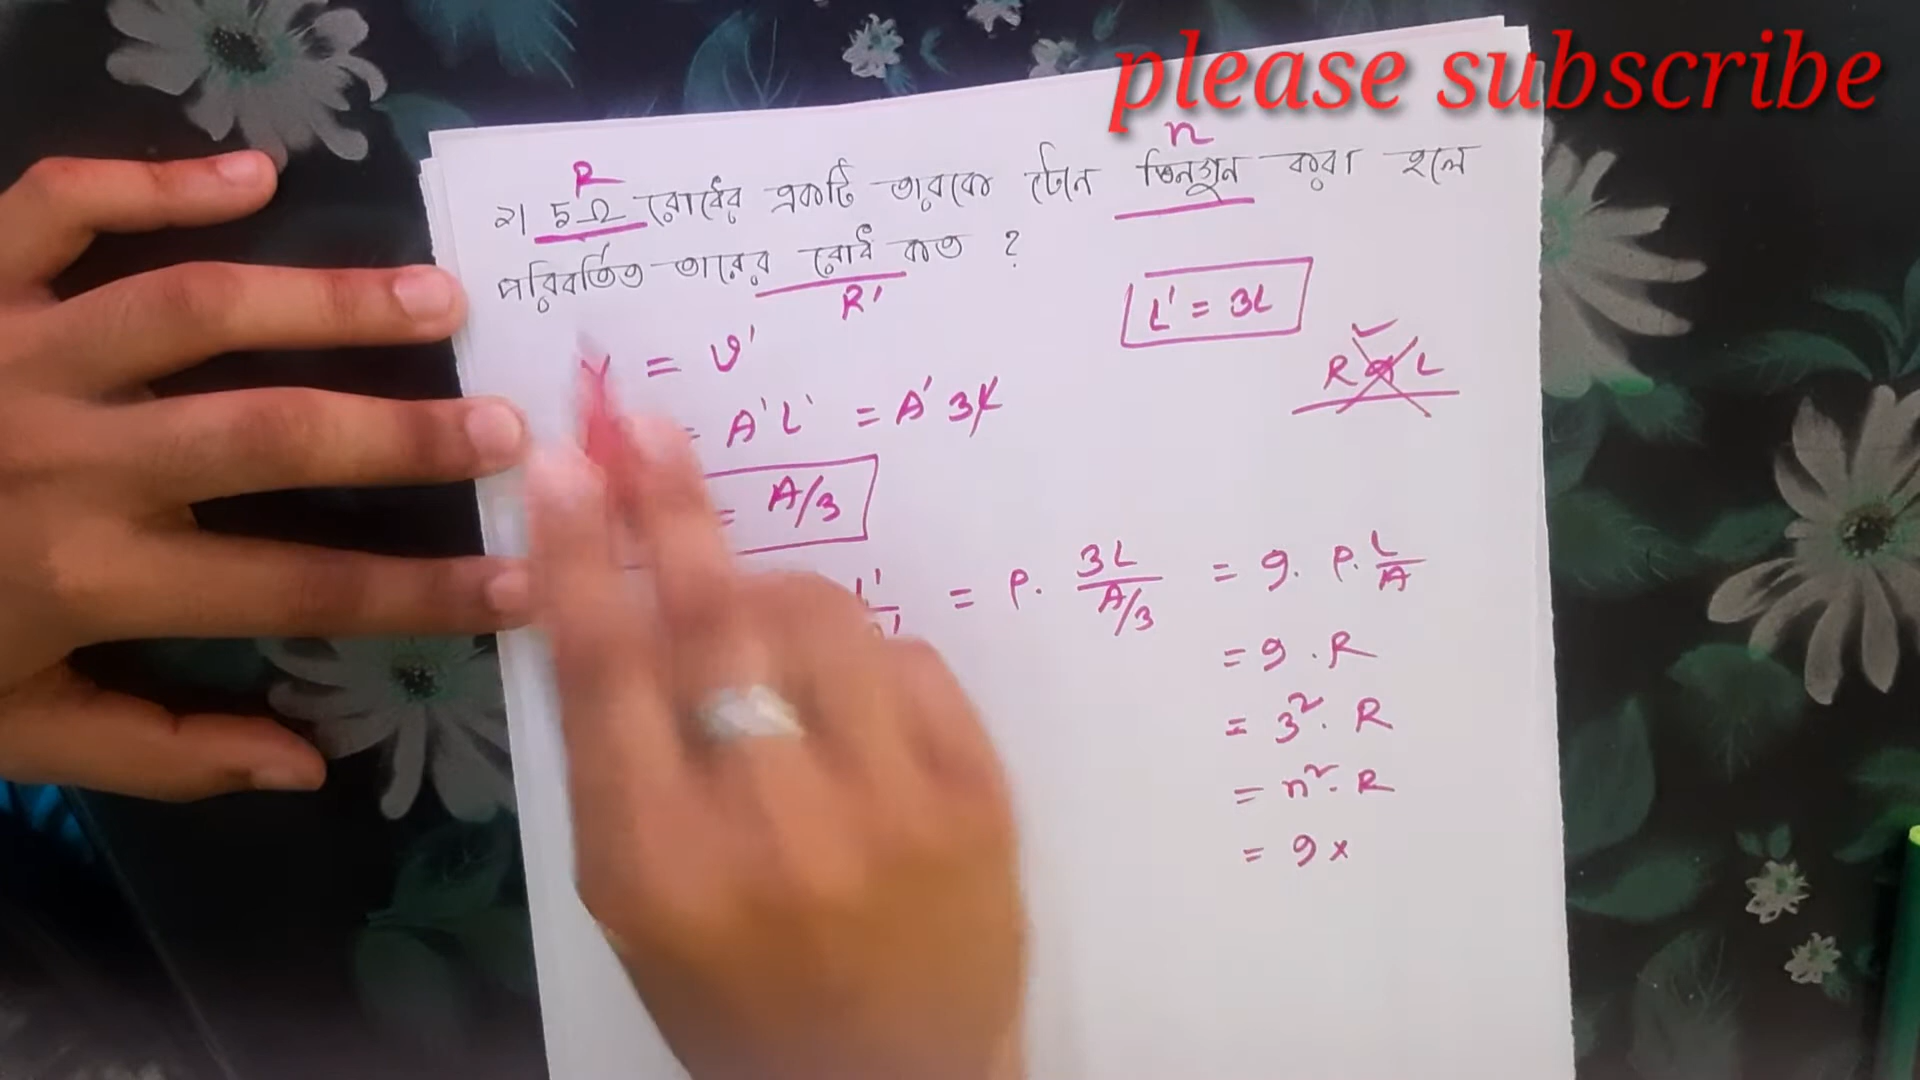 please subscribe
R n
২। 5Ω রোধের একটি তারকে টেনে তিনগুন করা হলে
পরিবর্তিত তারের রোধ কত ?
R'
L' = 3L
V = V'
R α L
= A'L' = A' 3L
= A/3
L' = ρ. 3L / A/3 = 9. ρ. L/A
= 9 . R
= 3². R
= n². R
= 9 ×